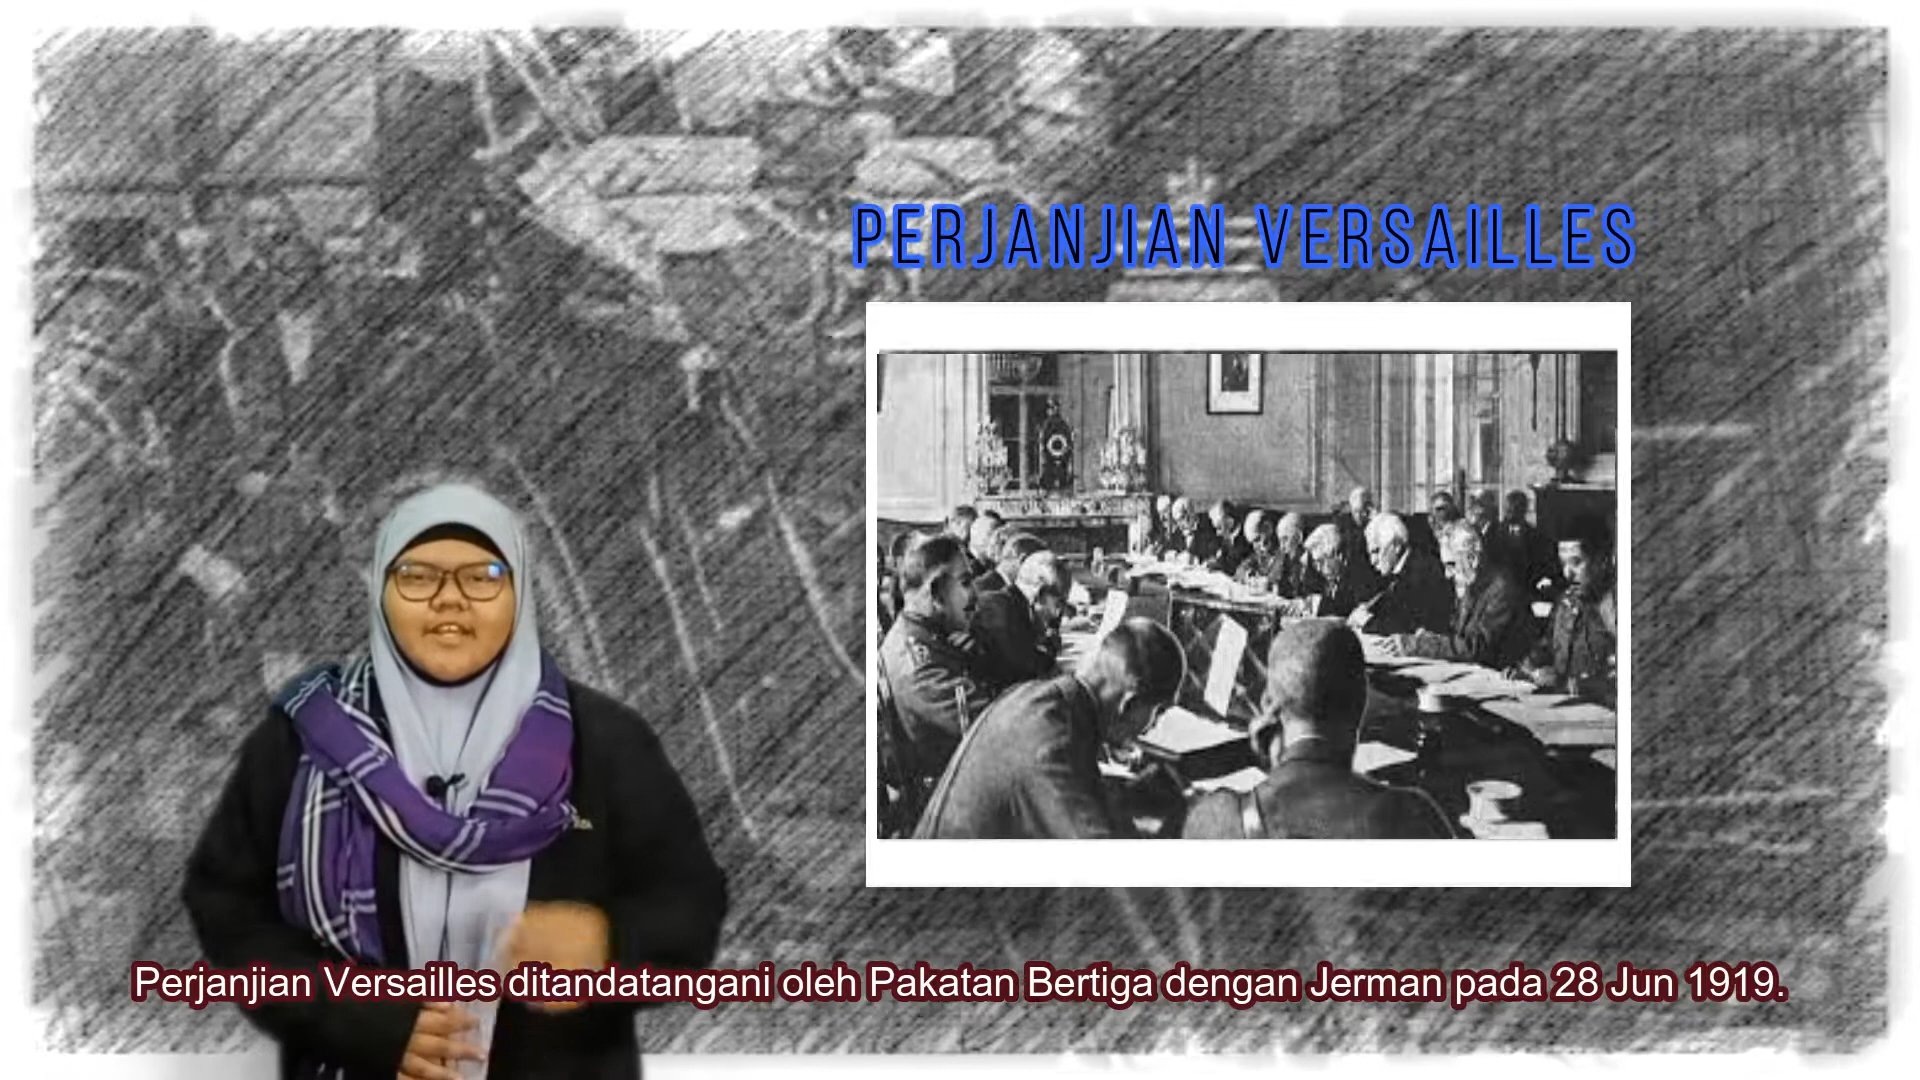 PERJANJIAN VERSAILLES
Perjanjian Versailles ditandatangani oleh Pakatan Bertiga dengan Jerman pada 28 Jun 1919.